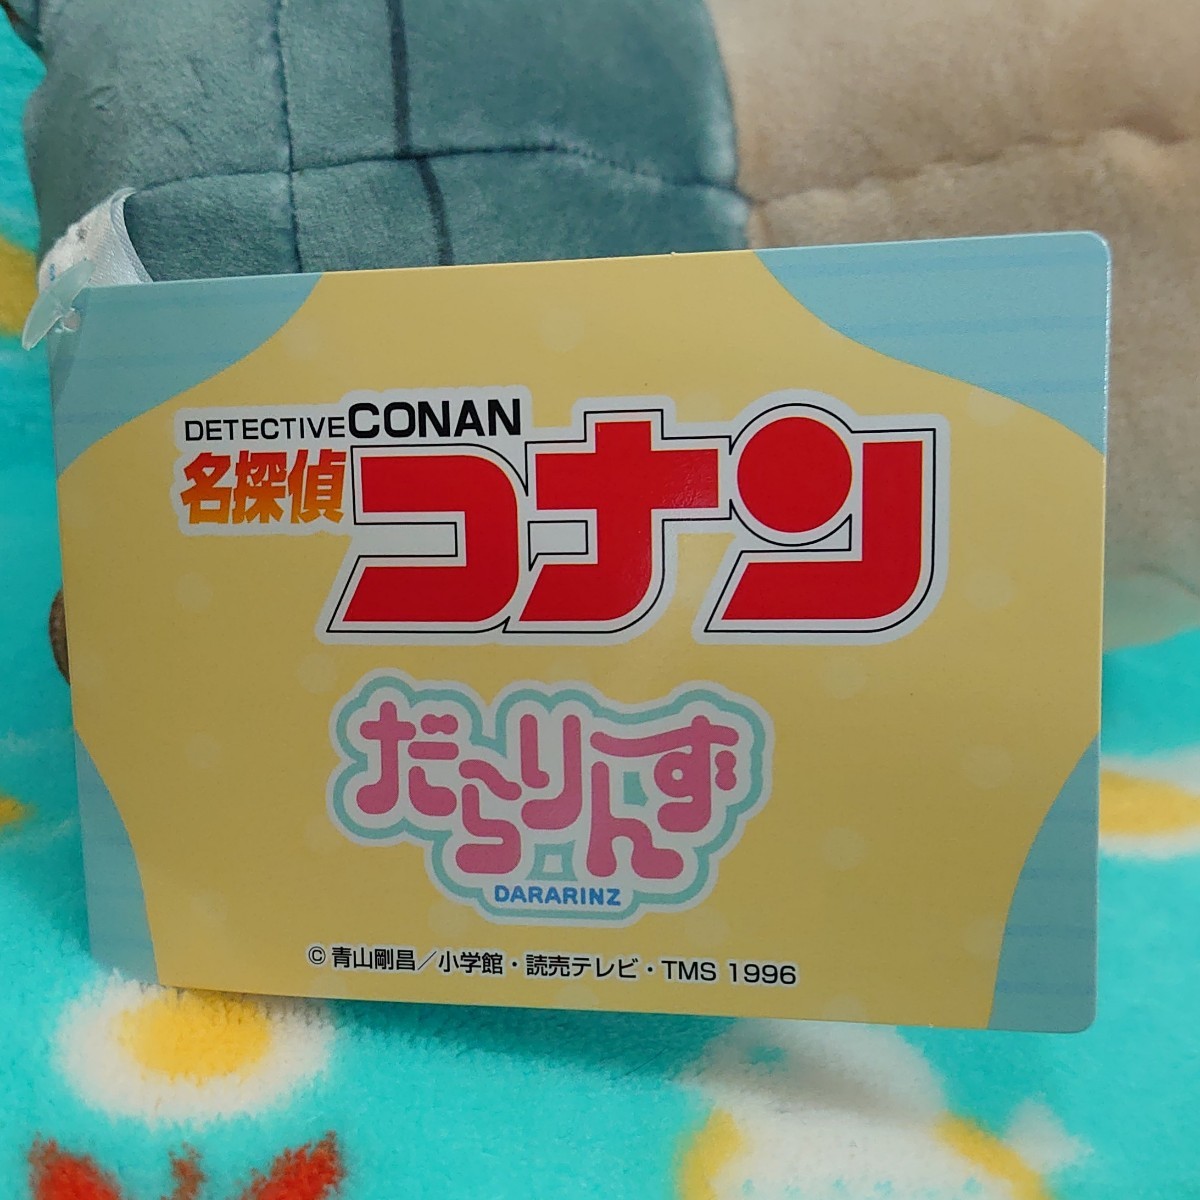 DETECTIVE CONAN
名探偵
コナン
だら～りんず
DARARINZ
© 青山剛昌／小学館・読売テレビ・TMS 1996